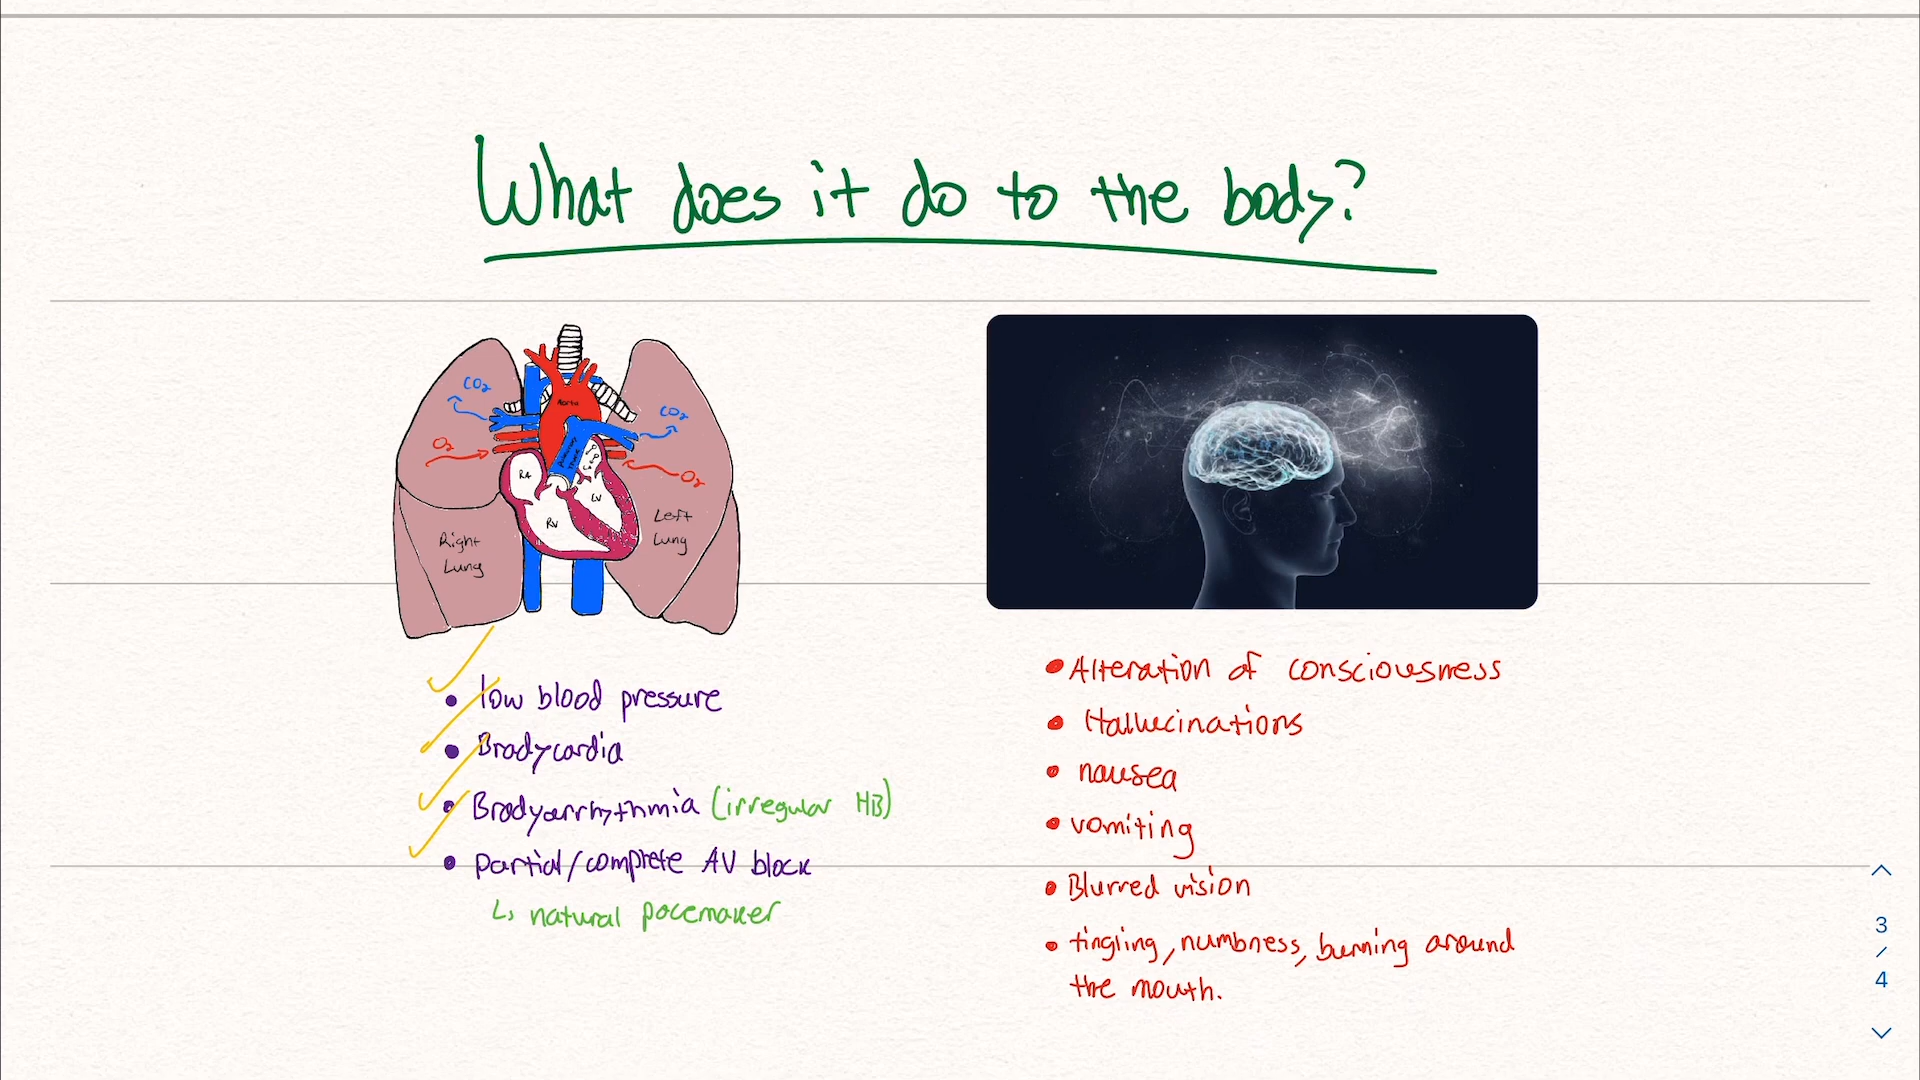 What does it do to the body?
CO2
O2
CO2
O2
Aorta
RA
LV
RV
Right
Lung
Left
Lung
• low blood pressure
• Bradycardia
• Bradyarrhythmia (irregular HB)
• partial/complete AV block
↳ natural pacemaker
• Alteration of consciousness
• Hallucinations
• nausea
• vomiting
• Blurred vision
• tingling, numbness, burning around
the mouth.
3
/
4